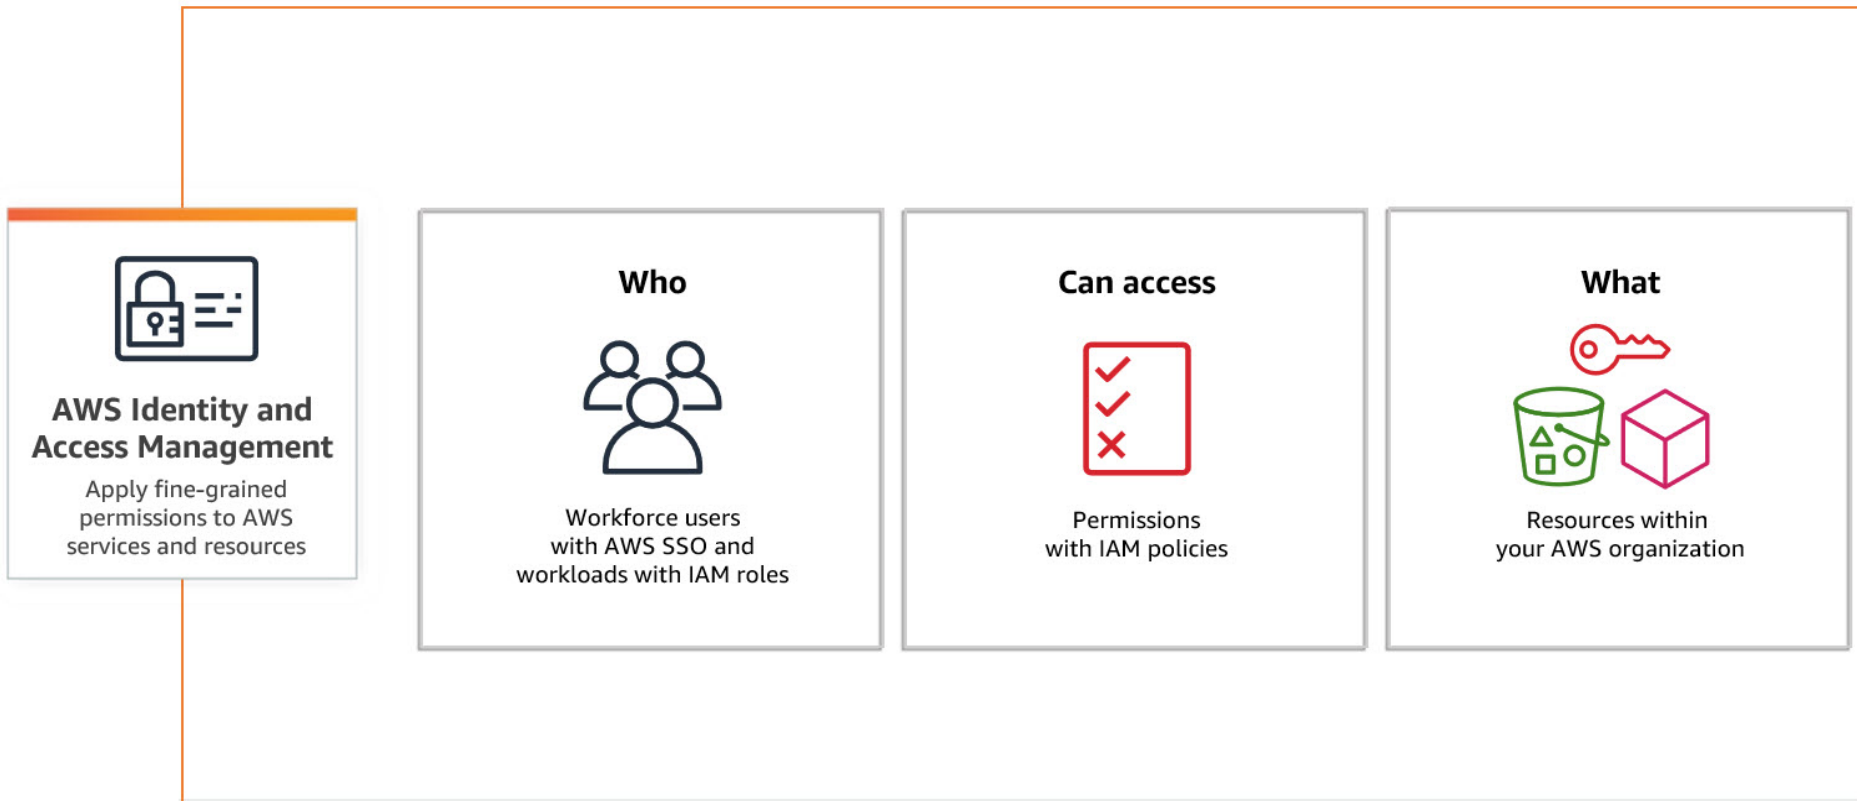 AWS Identity and
Access Management
Apply fine-grained
permissions to AWS
services and resources
Who
Workforce users
with AWS SSO and
workloads with IAM roles
Can access
Permissions
with IAM policies
What
Resources within
your AWS organization